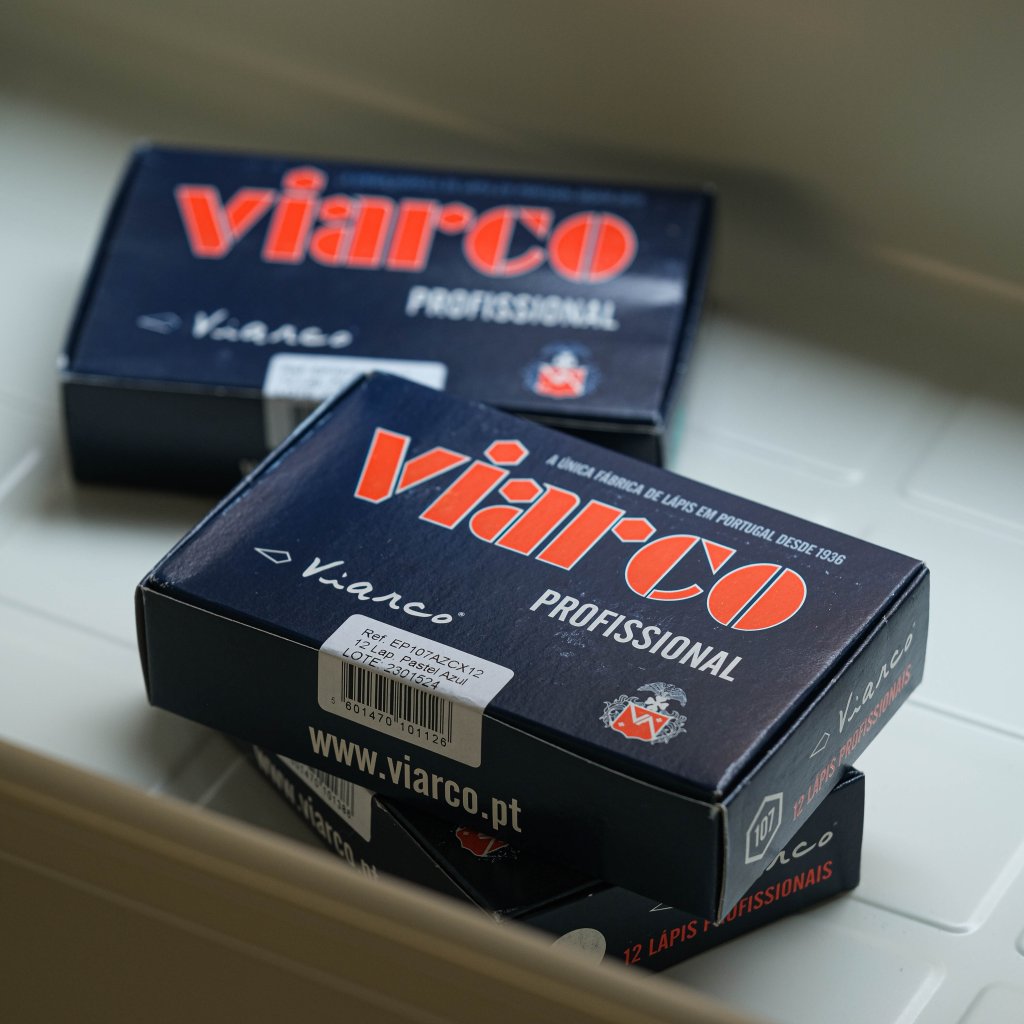 viarco
PROFISSIONAL
Viarco
A ÚNICA FÁBRICA DE LÁPIS EM PORTUGAL DESDE 1936
viarco
PROFISSIONAL
Viarco®
Ref. EP107AZCX12
12 Lap. Pastel Azul
LOTE: 2301524
5 601470 101126
www.viarco.pt
Viarco®
12 LÁPIS PROFISSIONAIS
107
www.viarco.pt
12 LÁPIS PROFISSIONAIS